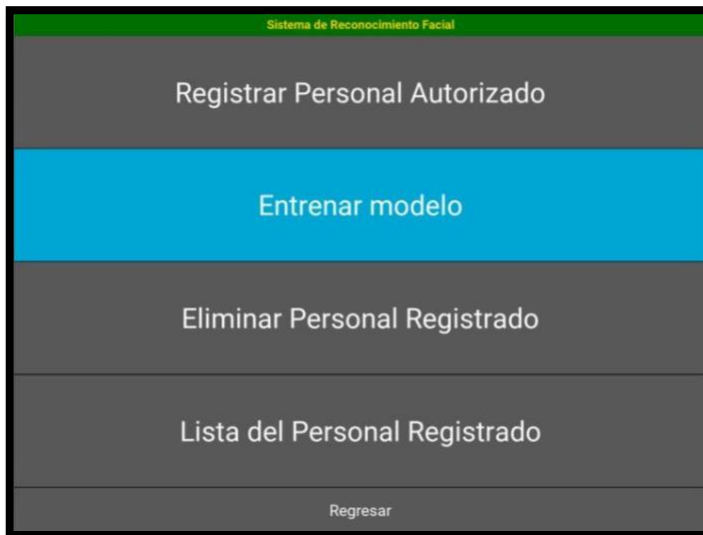 Sistema de Reconocimiento Facial
Registrar Personal Autorizado
Entrenar modelo
Eliminar Personal Registrado
Lista del Personal Registrado
Regresar